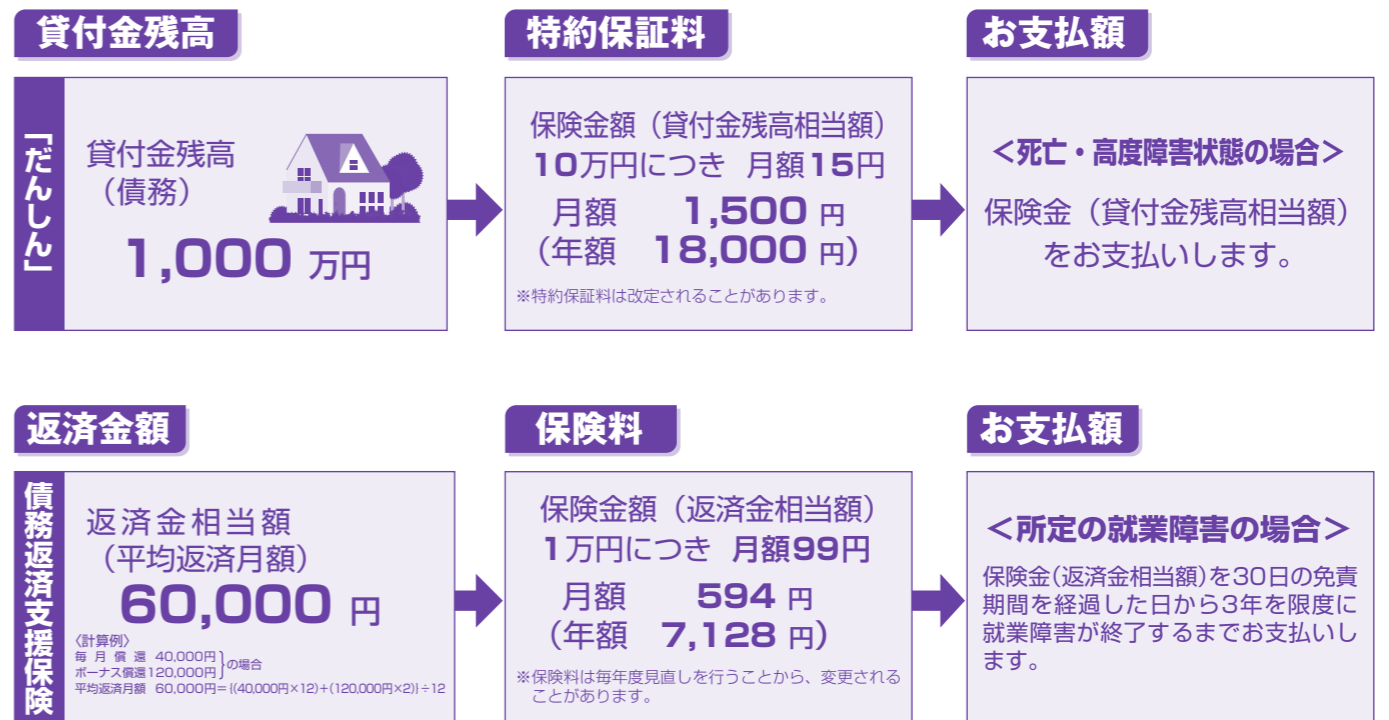 貸付金残高
「だんしん」
貸付金残高
（債務）
1,000 万円
特約保証料
保険金額（貸付金残高相当額）
10万円につき 月額15円
月額 1,500 円
（年額 18,000 円）
※特約保証料は改定されることがあります。
お支払額
＜死亡・高度障害状態の場合＞
保険金（貸付金残高相当額）
をお支払いします。
返済金額
債務返済支援保険
返済金相当額
（平均返済月額）
60,000 円
〈計算例〉
毎月償還 40,000円
ボーナス償還120,000円
}の場合
平均返済月額 60,000円＝{(40,000円×12)+(120,000円×2)}÷12
保険料
保険金額（返済金相当額）
1万円につき 月額99円
月額 594 円
（年額 7,128 円）
※保険料は毎年度見直しを行うことから、変更される
ことがあります。
お支払額
＜所定の就業障害の場合＞
保険金(返済金相当額)を30日の免責
期間を経過した日から3年を限度に
就業障害が終了するまでお支払いし
ます。